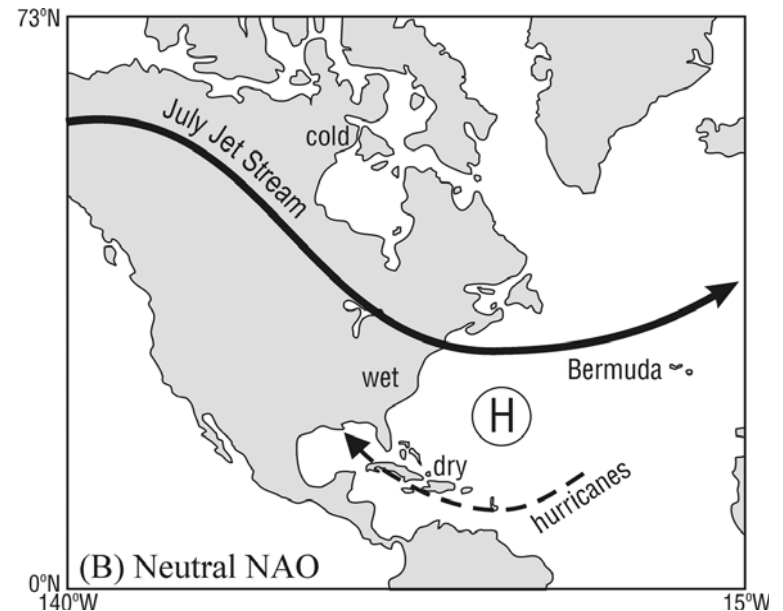 73°N
July Jet Stream
cold
Bermuda
wet
H
dry
hurricanes
(B) Neutral NAO
0°N
140°W
15°W